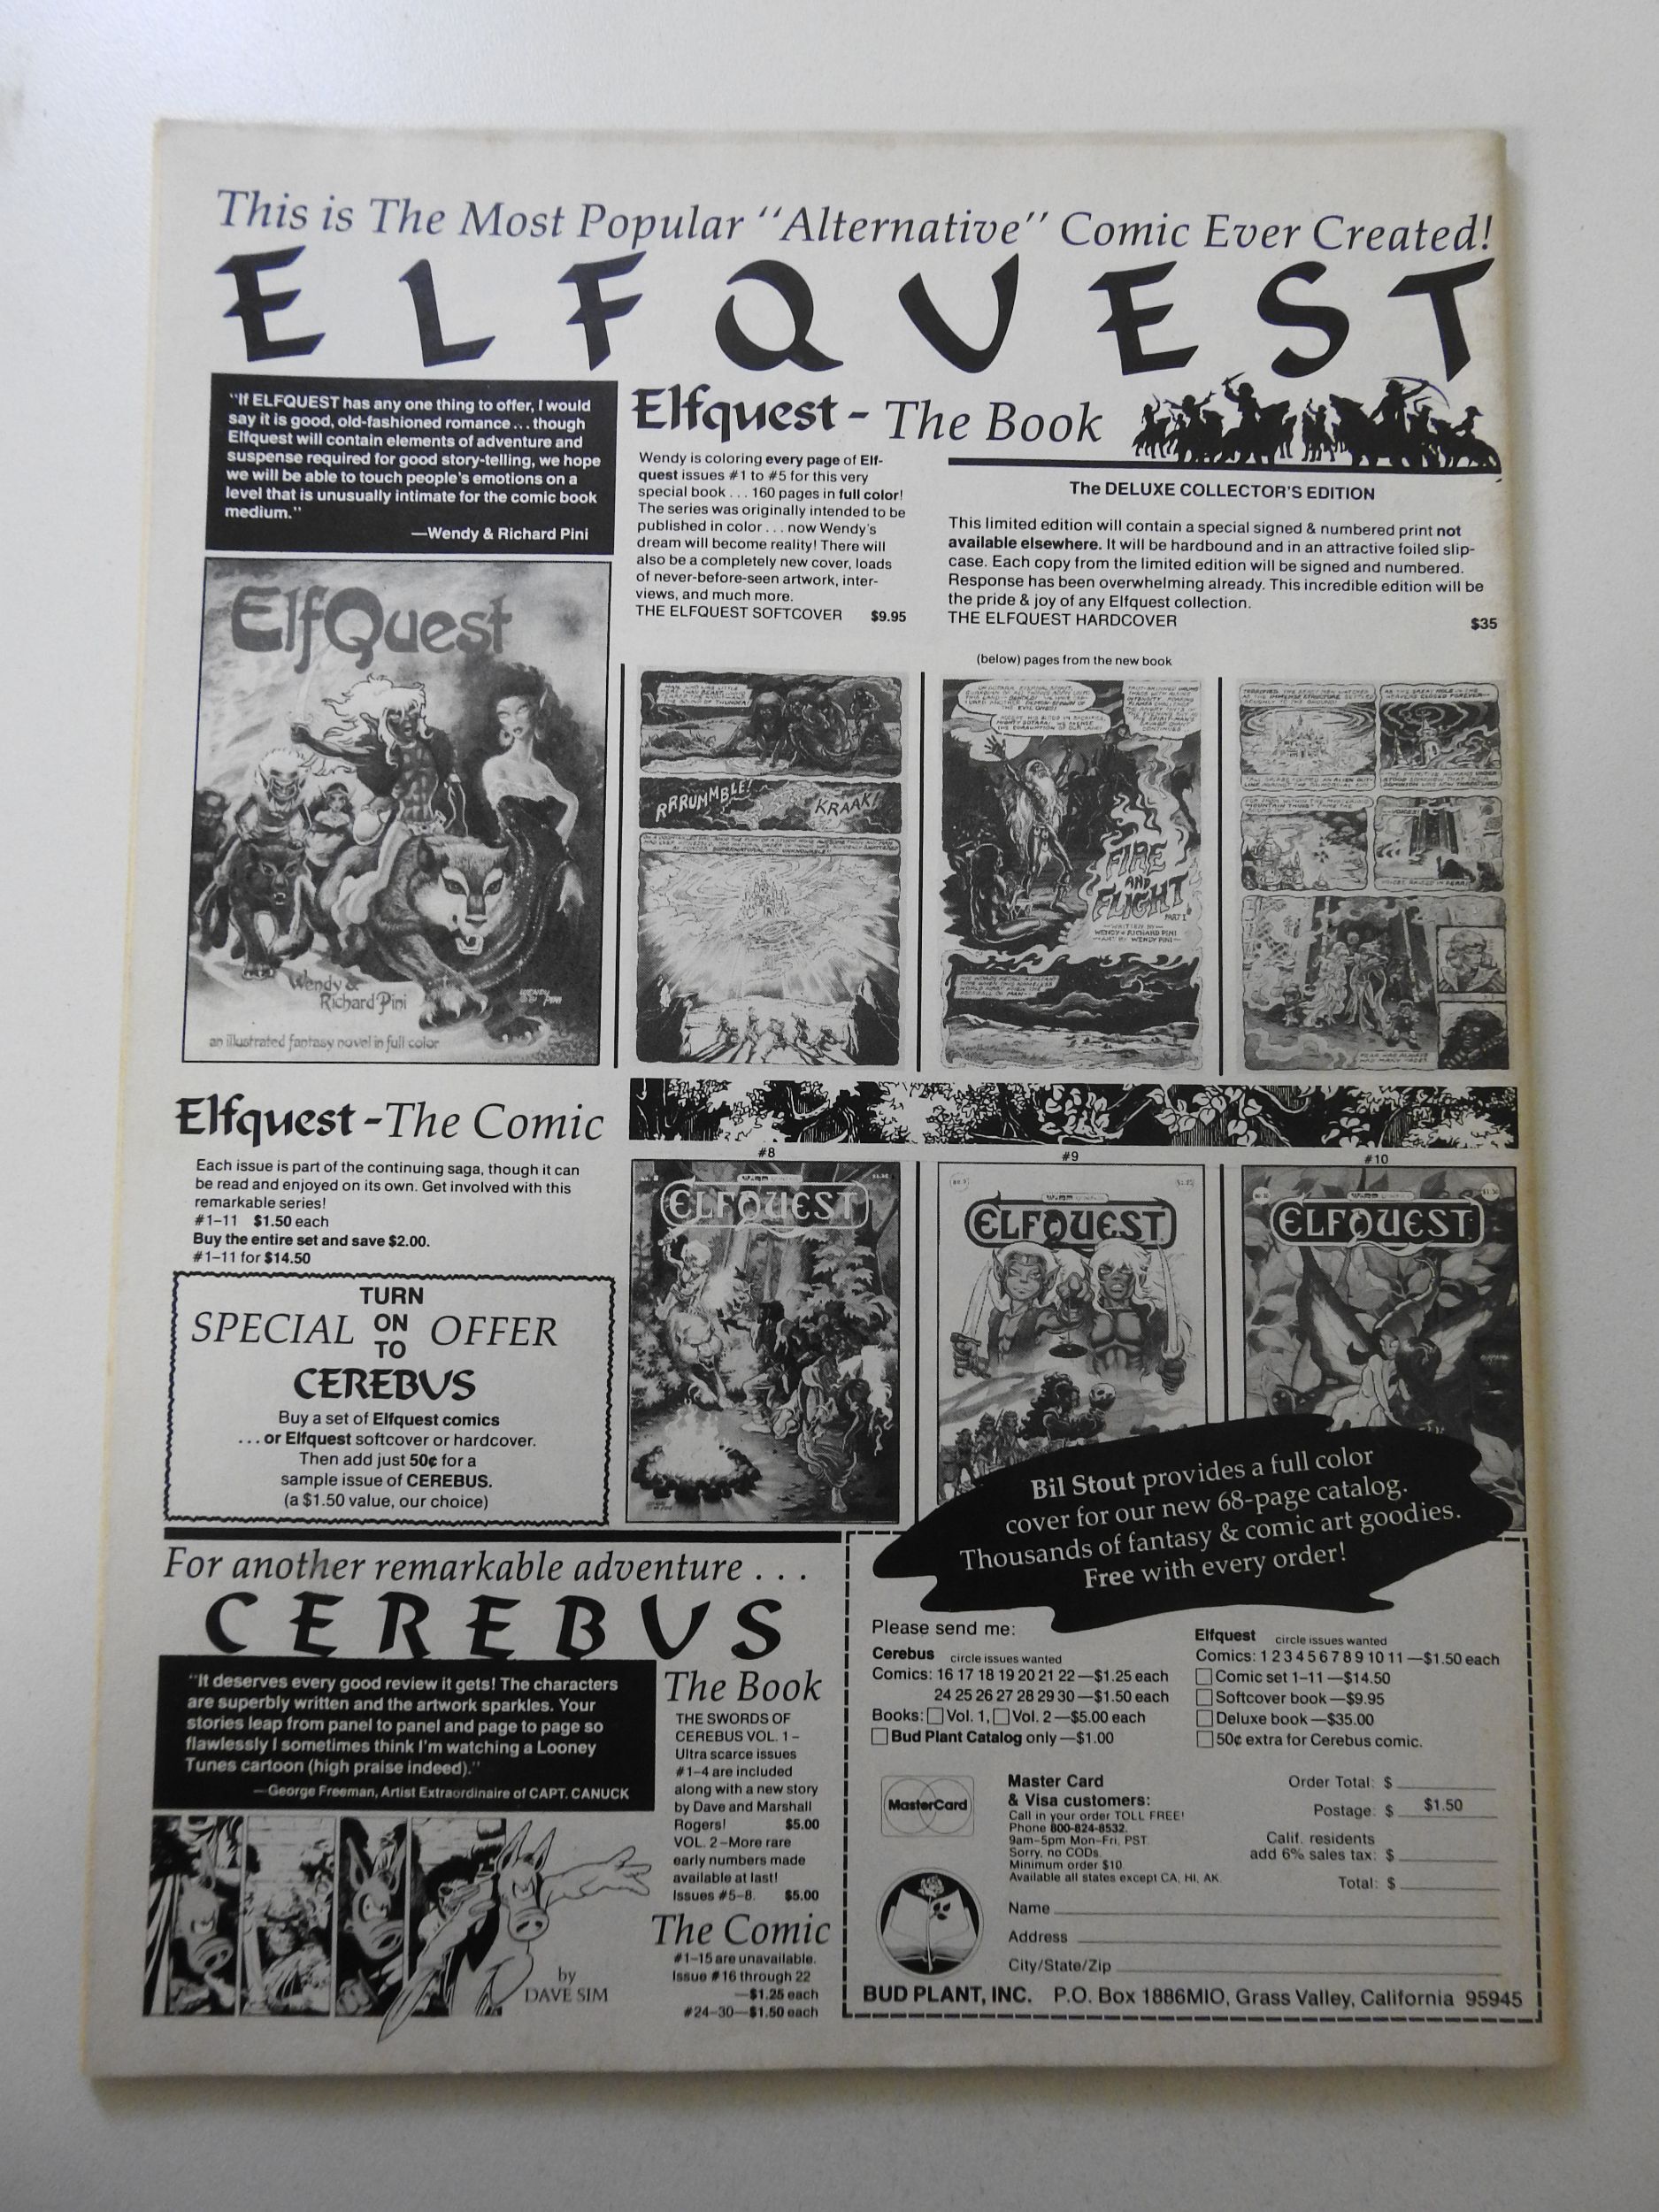 This is The Most Popular "Alternative" Comic Ever Created!
ELFQUEST
"If ELFQUEST has any one thing to offer, I would
say it is good, old-fashioned romance ... though
Elfquest will contain elements of adventure and
suspense required for good story-telling, we hope
we will be able to touch people's emotions on a
level that is unusually intimate for the comic book
medium."
—Wendy & Richard Pini
Elfquest - The Book
Wendy is coloring every page of Elf-
quest issues #1 to #5 for this very
special book . . . 160 pages in full color!
The series was originally intended to be
published in color . . . now Wendy's
dream will become reality! There will
also be a completely new cover, loads
of never-before-seen artwork, inter-
views, and much more.
THE ELFQUEST SOFTCOVER $9.95
The DELUXE COLLECTOR'S EDITION
This limited edition will contain a special signed & numbered print not
available elsewhere. It will be hardbound and in an attractive foiled slip-
case. Each copy from the limited edition will be signed and numbered.
Response has been overwhelming already. This incredible edition will be
the pride & joy of any Elfquest collection.
THE ELFQUEST HARDCOVER $35
(below) pages from the new book
ElfQuest
Wendy &
Richard Pini
an illustrated fantasy novel in full color
RRRUMMBLE!
KRAAK!
FIRE
AND
FLIGHT
PART 1
—WRITTEN BY—
WENDY & RICHARD PINI
—ART BY WENDY PINI—
Elfquest - The Comic
Each issue is part of the continuing saga, though it can
be read and enjoyed on its own. Get involved with this
remarkable series!
#1–11 $1.50 each
Buy the entire set and save $2.00.
#1–11 for $14.50
#8
#9
#10
ELFQUEST
ELFQUEST
ELFQUEST
TURN
SPECIAL ON OFFER
TO
CEREBUS
Buy a set of Elfquest comics
. . . or Elfquest softcover or hardcover.
Then add just 50¢ for a
sample issue of CEREBUS.
(a $1.50 value, our choice)
Bil Stout provides a full color
cover for our new 68-page catalog.
Thousands of fantasy & comic art goodies.
Free with every order!
For another remarkable adventure . . .
CEREBUS
"It deserves every good review it gets! The characters
are superbly written and the artwork sparkles. Your
stories leap from panel to panel and page to page so
flawlessly I sometimes think I'm watching a Looney
Tunes cartoon (high praise indeed)."
—George Freeman, Artist Extraordinaire of CAPT. CANUCK
by
DAVE SIM
The Book
THE SWORDS OF
CEREBUS VOL. 1 –
Ultra scarce issues
#1–4 are included
along with a new story
by Dave and Marshall
Rogers! $5.00
VOL. 2 –More rare
early numbers made
available at last!
Issues #5–8. $5.00
The Comic
#1–15 are unavailable.
Issue #16 through 22
—$1.25 each
#24–30—$1.50 each
Please send me:
Cerebus circle issues wanted
Comics: 16 17 18 19 20 21 22 —$1.25 each
24 25 26 27 28 29 30 —$1.50 each
Books: Vol. 1, Vol. 2 —$5.00 each
Bud Plant Catalog only —$1.00
Elfquest circle issues wanted
Comics: 1 2 3 4 5 6 7 8 9 10 11 —$1.50 each
Comic set 1–11 —$14.50
Softcover book —$9.95
Deluxe book —$35.00
50¢ extra for Cerebus comic.
MasterCard
Master Card
& Visa customers:
Call in your order TOLL FREE!
Phone 800-824-8532.
9am–5pm Mon–Fri, PST.
Sorry, no CODs.
Minimum order $10.
Available all states except CA, HI, AK.
Order Total: $
Postage: $ $1.50
Calif. residents
add 6% sales tax: $
Total: $
Name
Address
City/State/Zip
BUD PLANT, INC. P.O. Box 1886MIO, Grass Valley, California 95945